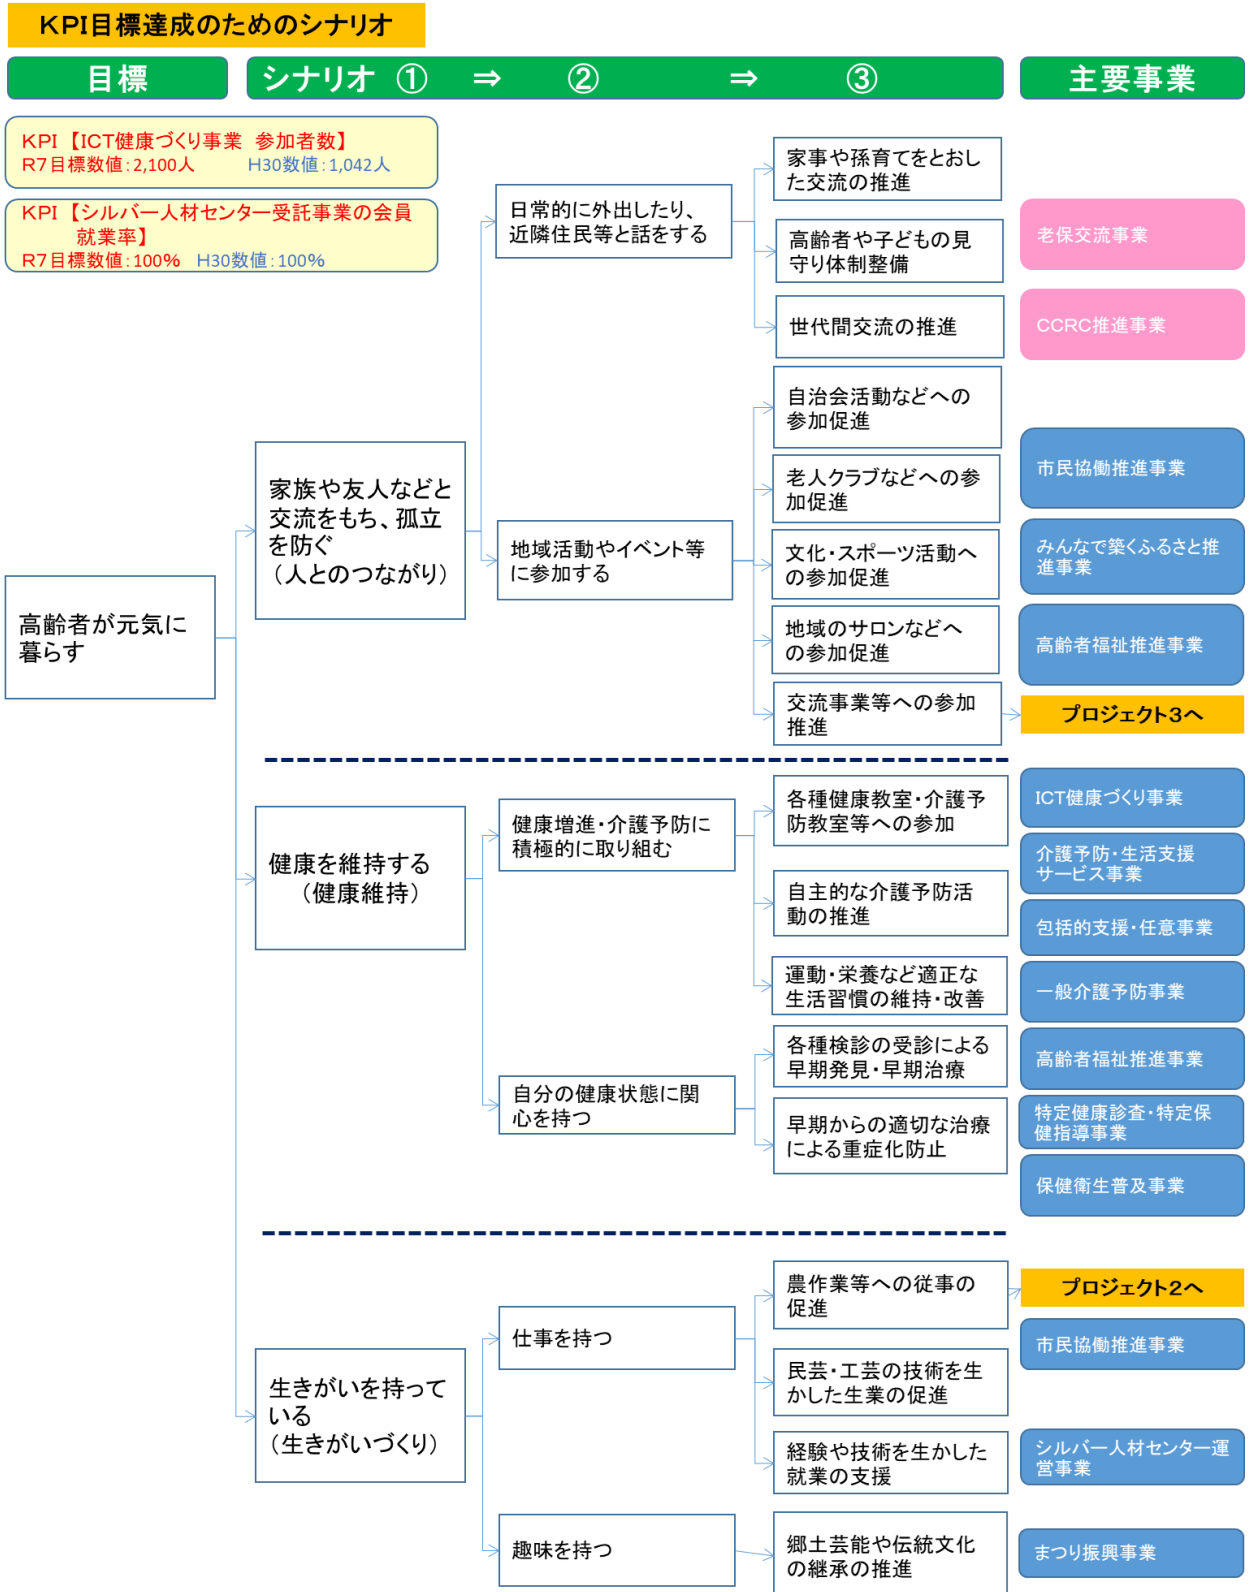 KPI目標達成のためのシナリオ
目標
シナリオ ① ⇒ ② ⇒ ③
主要事業
KPI 【ICT健康づくり事業 参加者数】
R7目標数値：2,100人 H30数値：1,042人
KPI 【シルバー人材センター受託事業の会員
就業率】
R7目標数値：100% H30数値：100%
高齢者が元気に
暮らす
家族や友人などと
交流をもち、孤立
を防ぐ
（人とのつながり）
日常的に外出したり、
近隣住民等と話をする
家事や孫育てをとおし
た交流の推進
高齢者や子どもの見
守り体制整備
世代間交流の推進
老保交流事業
CCRC推進事業
地域活動やイベント等
に参加する
自治会活動などへの
参加促進
老人クラブなどへの参
加促進
文化・スポーツ活動へ
の参加促進
地域のサロンなどへ
の参加促進
交流事業等への参加
推進
市民協働推進事業
みんなで築くふるさと推
進事業
高齢者福祉推進事業
プロジェクト3へ
健康を維持する
（健康維持）
健康増進・介護予防に
積極的に取り組む
各種健康教室・介護予
防教室等への参加
自主的な介護予防活
動の推進
運動・栄養など適正な
生活習慣の維持・改善
自分の健康状態に関
心を持つ
各種検診の受診による
早期発見・早期治療
早期からの適切な治療
による重症化防止
ICT健康づくり事業
介護予防・生活支援
サービス事業
包括的支援・任意事業
一般介護予防事業
高齢者福祉推進事業
特定健康診査・特定保
健指導事業
保健衛生普及事業
生きがいを持って
いる
（生きがいづくり）
仕事を持つ
農作業等への従事の
促進
民芸・工芸の技術を生
かした生業の促進
経験や技術を生かした
就業の支援
趣味を持つ
郷土芸能や伝統文化
の継承の推進
プロジェクト2へ
市民協働推進事業
シルバー人材センター運
営事業
まつり振興事業